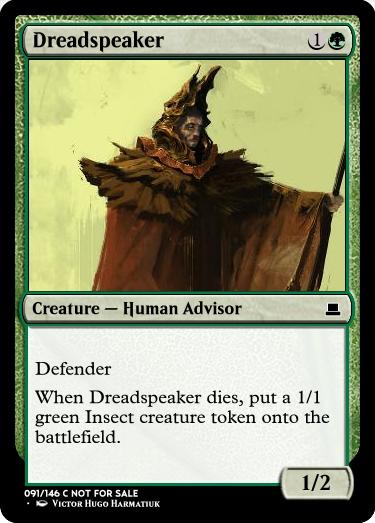 Dreadspeaker 1
Creature — Human Advisor
Defender
When Dreadspeaker dies, put a 1/1
green Insect creature token onto the
battlefield.
1/2
091/146 C NOT FOR SALE
· Victor Hugo Harmatiuk